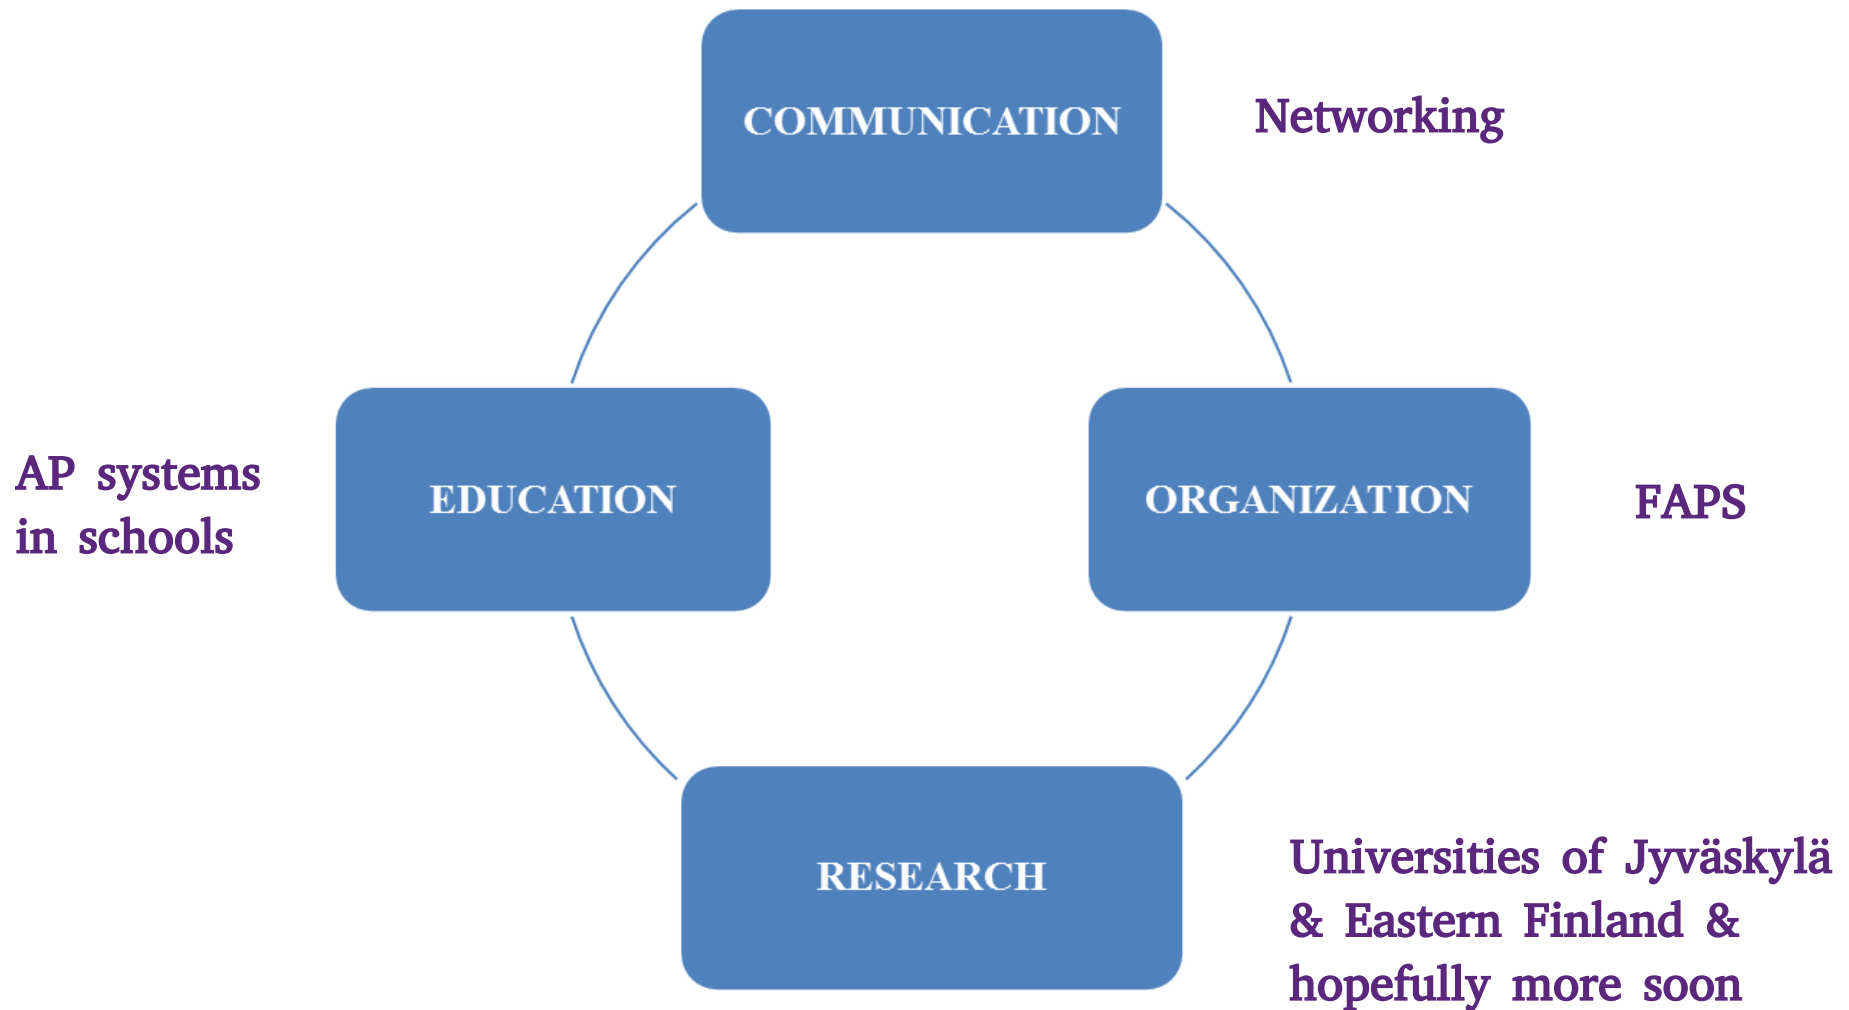 COMMUNICATION
Networking
AP systems
in schools
EDUCATION
ORGANIZATION
FAPS
RESEARCH
Universities of Jyväskylä
& Eastern Finland &
hopefully more soon